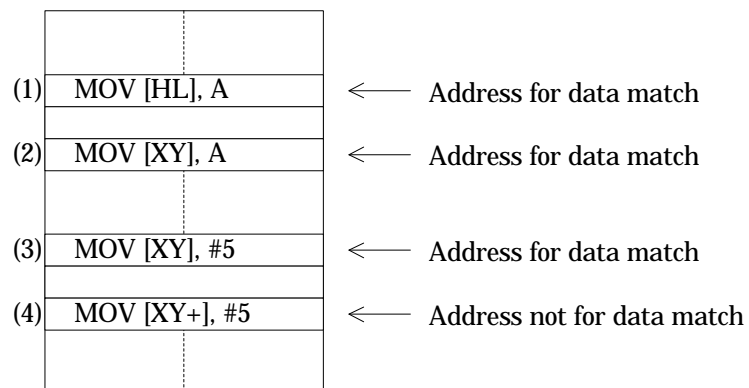 (1) MOV [HL], A Address for data match
(2) MOV [XY], A Address for data match
(3) MOV [XY], #5 Address for data match
(4) MOV [XY+], #5 Address not for data match